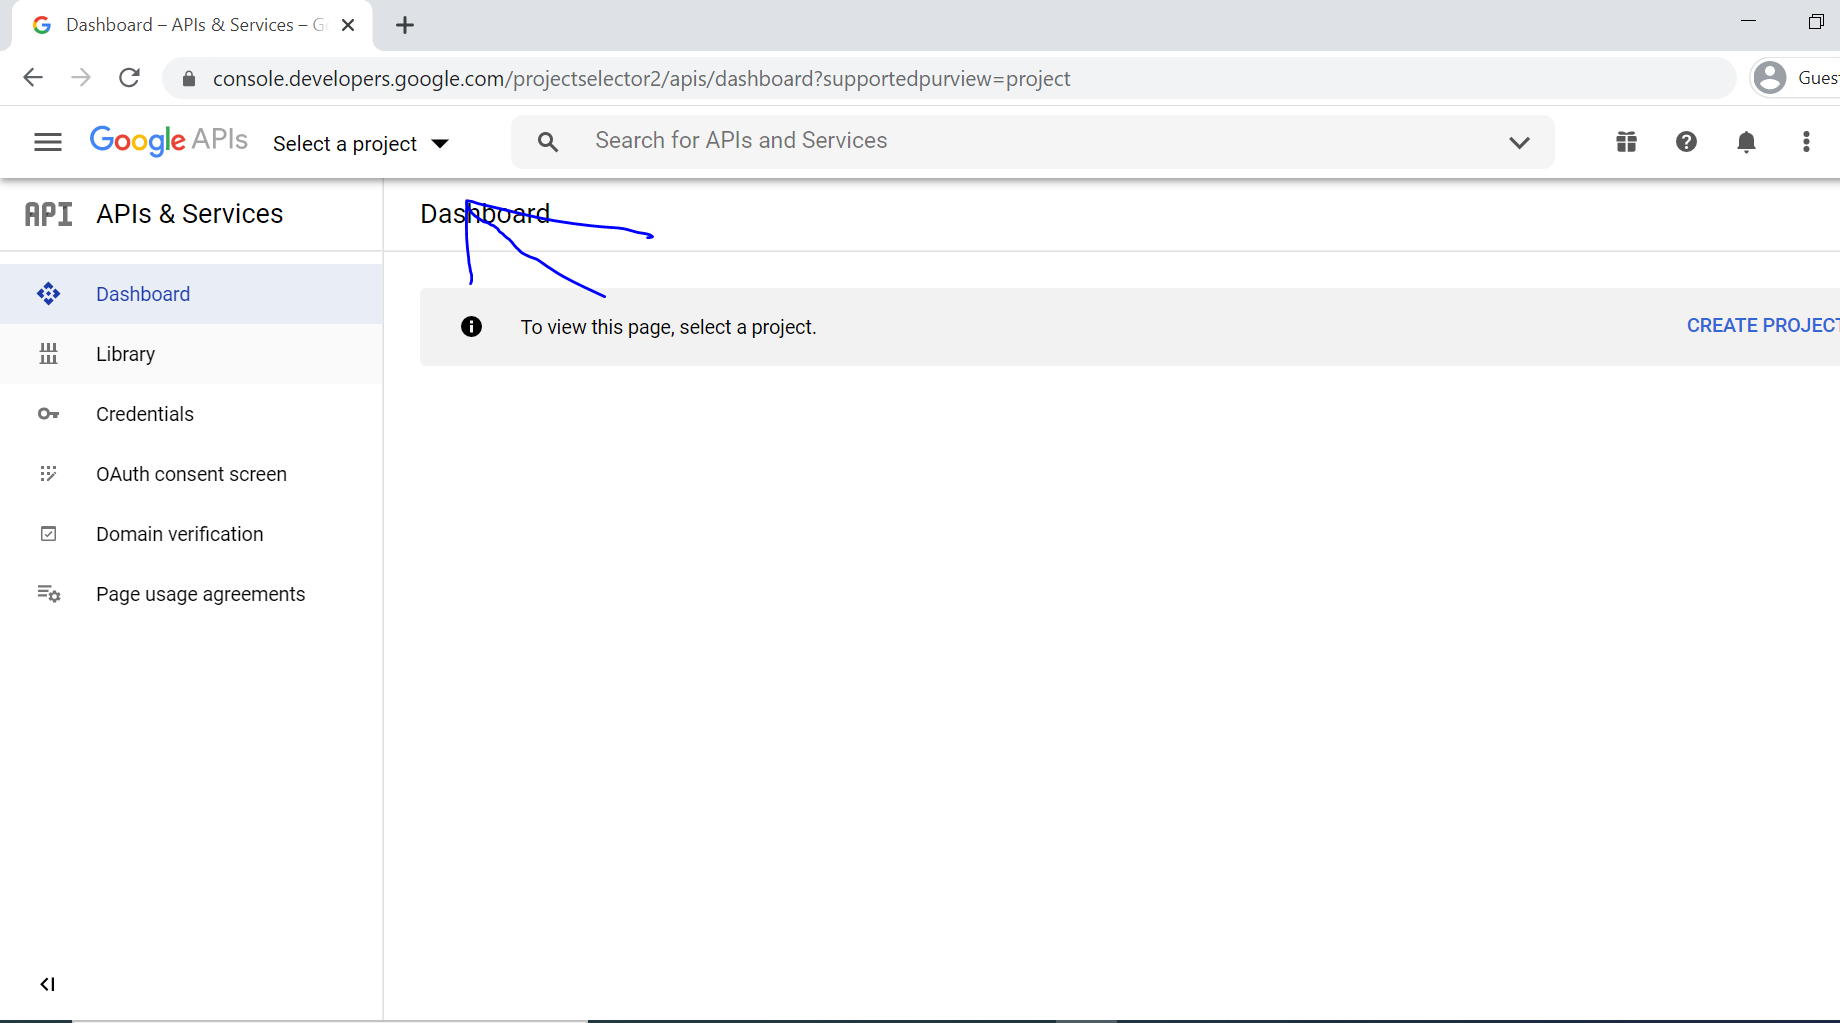 Dashboard – APIs & Services – G
console.developers.google.com/projectselector2/apis/dashboard?supportedpurview=project
Gues
Google APIs
Select a project
Search for APIs and Services
API
APIs & Services
Dashboard
Dashboard
To view this page, select a project.
CREATE PROJECT
Library
Credentials
OAuth consent screen
Domain verification
Page usage agreements